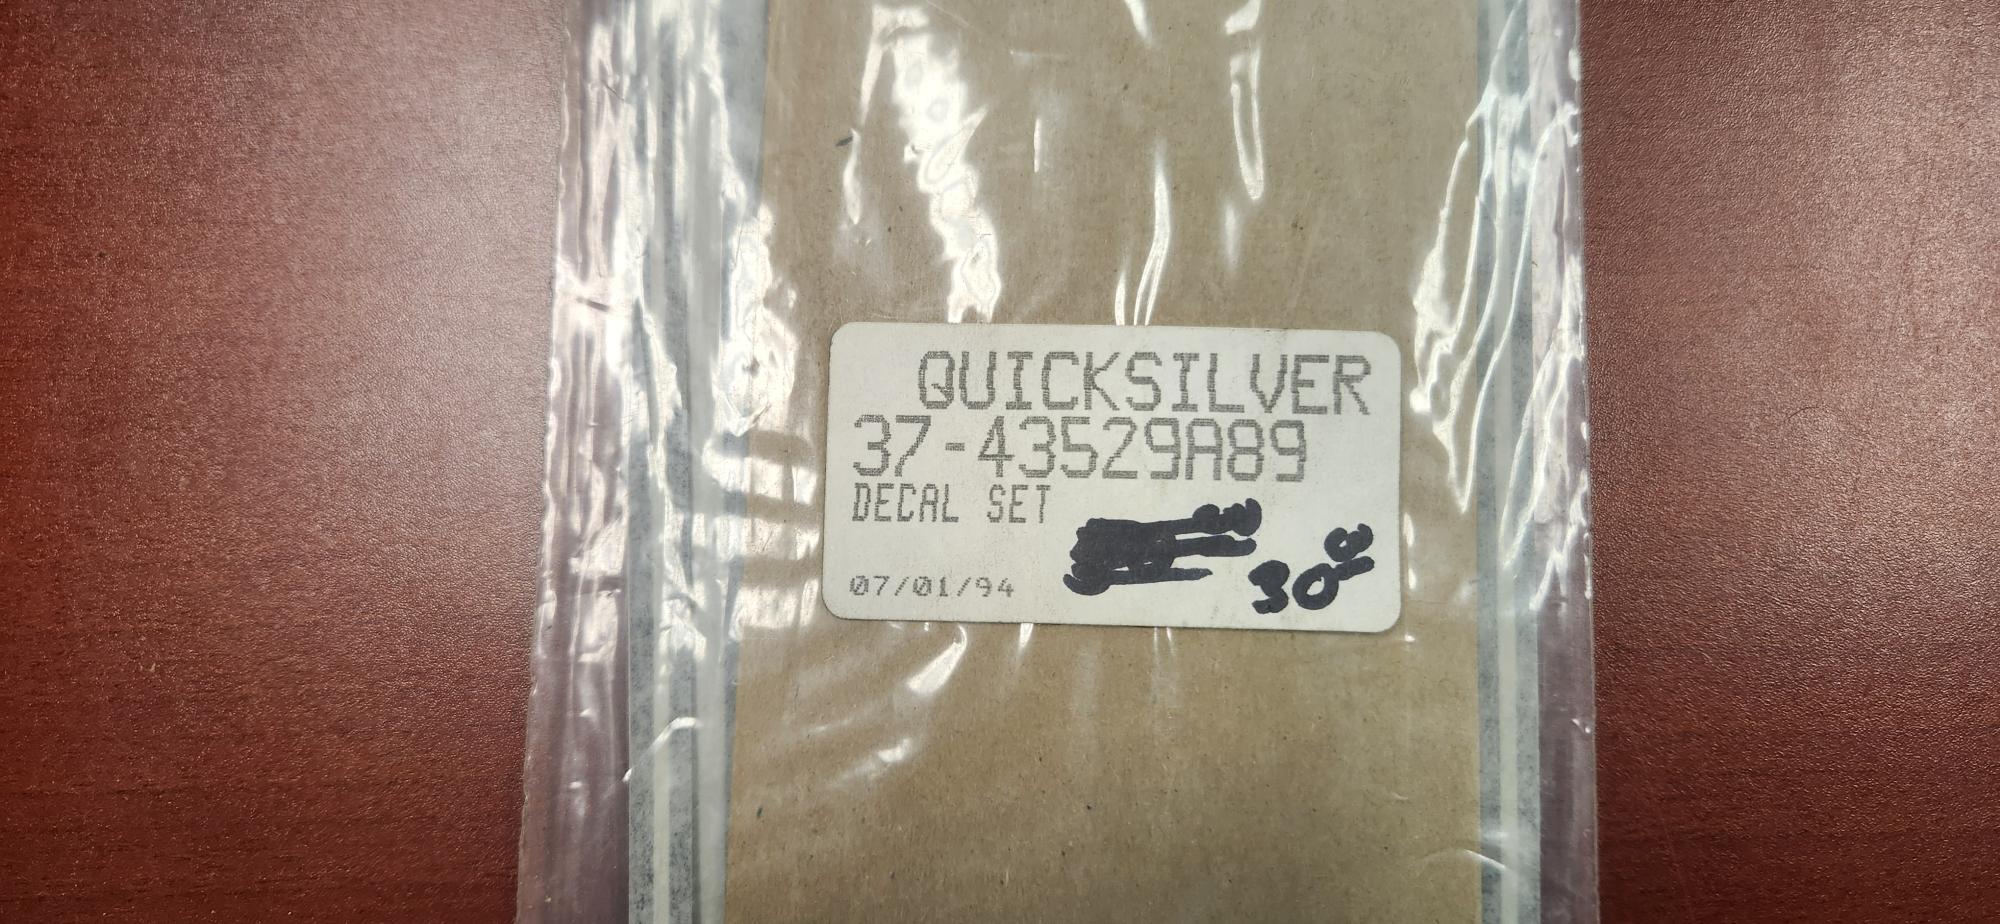 QUICKSILVER
37-43529A89
DECAL SET
07/01/94
30